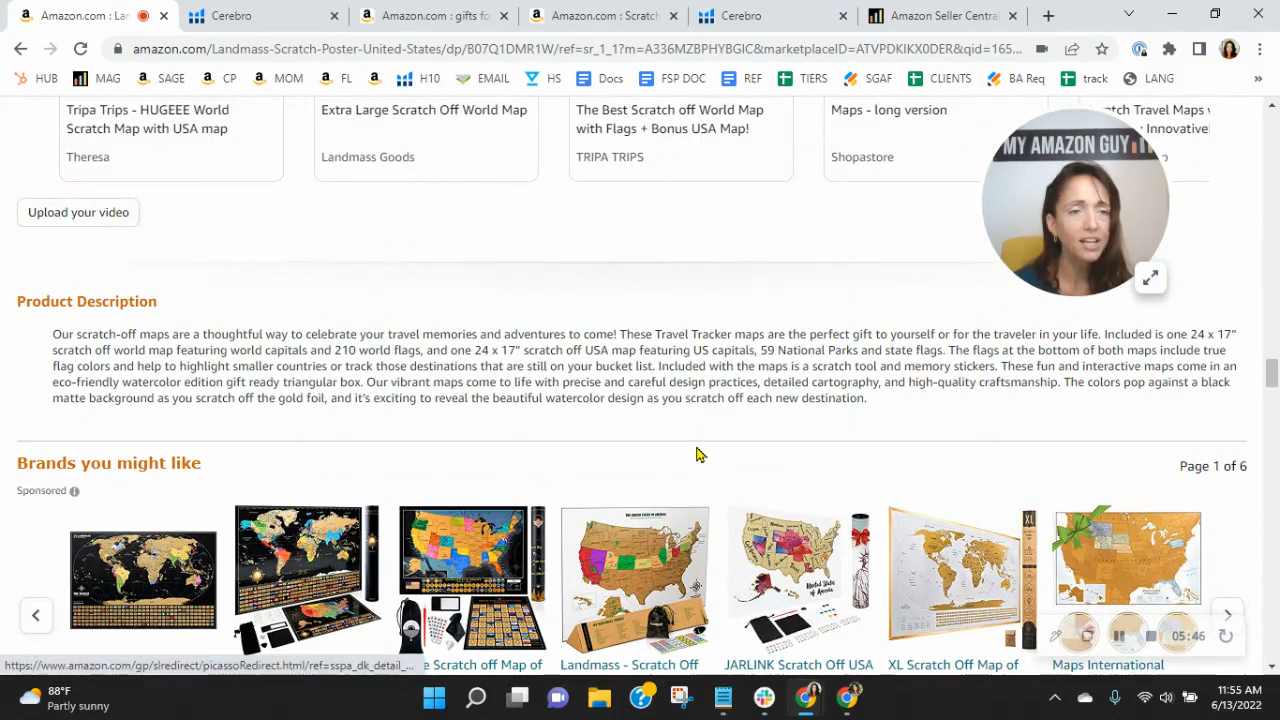 Amazon.com : Lan
Cerebro
Amazon.com : gifts fo
Amazon.com : Scratch
Cerebro
Amazon Seller Central
amazon.com/Landmass-Scratch-Poster-United-States/dp/B07Q1DMR1W/ref=sr_1_1?m=A336MZBPHYBGIC&marketplaceID=ATVPDKIKX0DER&qid=165...
HUB MAG SAGE CP MOM FL H10 EMAIL HS Docs FSP DOC REF TIERS SGAF CLIENTS BA Req track LANG
Tripa Trips - HUGEEE World
Scratch Map with USA map
Theresa
Extra Large Scratch Off World Map
Landmass Goods
The Best Scratch off World Map
with Flags + Bonus USA Map!
TRIPA TRIPS
Maps - long version
Shopastore
MY AMAZON GUY
Upload your video
Product Description
Our scratch-off maps are a thoughtful way to celebrate your travel memories and adventures to come! These Travel Tracker maps are the perfect gift to yourself or for the traveler in your life. Included is one 24 x 17”
scratch off world map featuring world capitals and 210 world flags, and one 24 x 17” scratch off USA map featuring US capitals, 59 National Parks and state flags. The flags at the bottom of both maps include true
flag colors and help to highlight smaller countries or track those destinations that are still on your bucket list. Included with the maps is a scratch tool and memory stickers. These fun and interactive maps come in an
eco-friendly watercolor edition gift ready triangular box. Our vibrant maps come to life with precise and careful design practices, detailed cartography, and high-quality craftsmanship. The colors pop against a black
matte background as you scratch off the gold foil, and it’s exciting to reveal the beautiful watercolor design as you scratch off each new destination.
Brands you might like
Page 1 of 6
Sponsored
05:46
https://www.amazon.com/gp/slredirect/picassoRedirect.html/ref=sspa_dk_detail_...
e Scratch off Map of
Landmass - Scratch Off
JARLINK Scratch Off USA
XL Scratch Off Map of
Maps International
88°F
Partly sunny
11:55 AM
6/13/2022